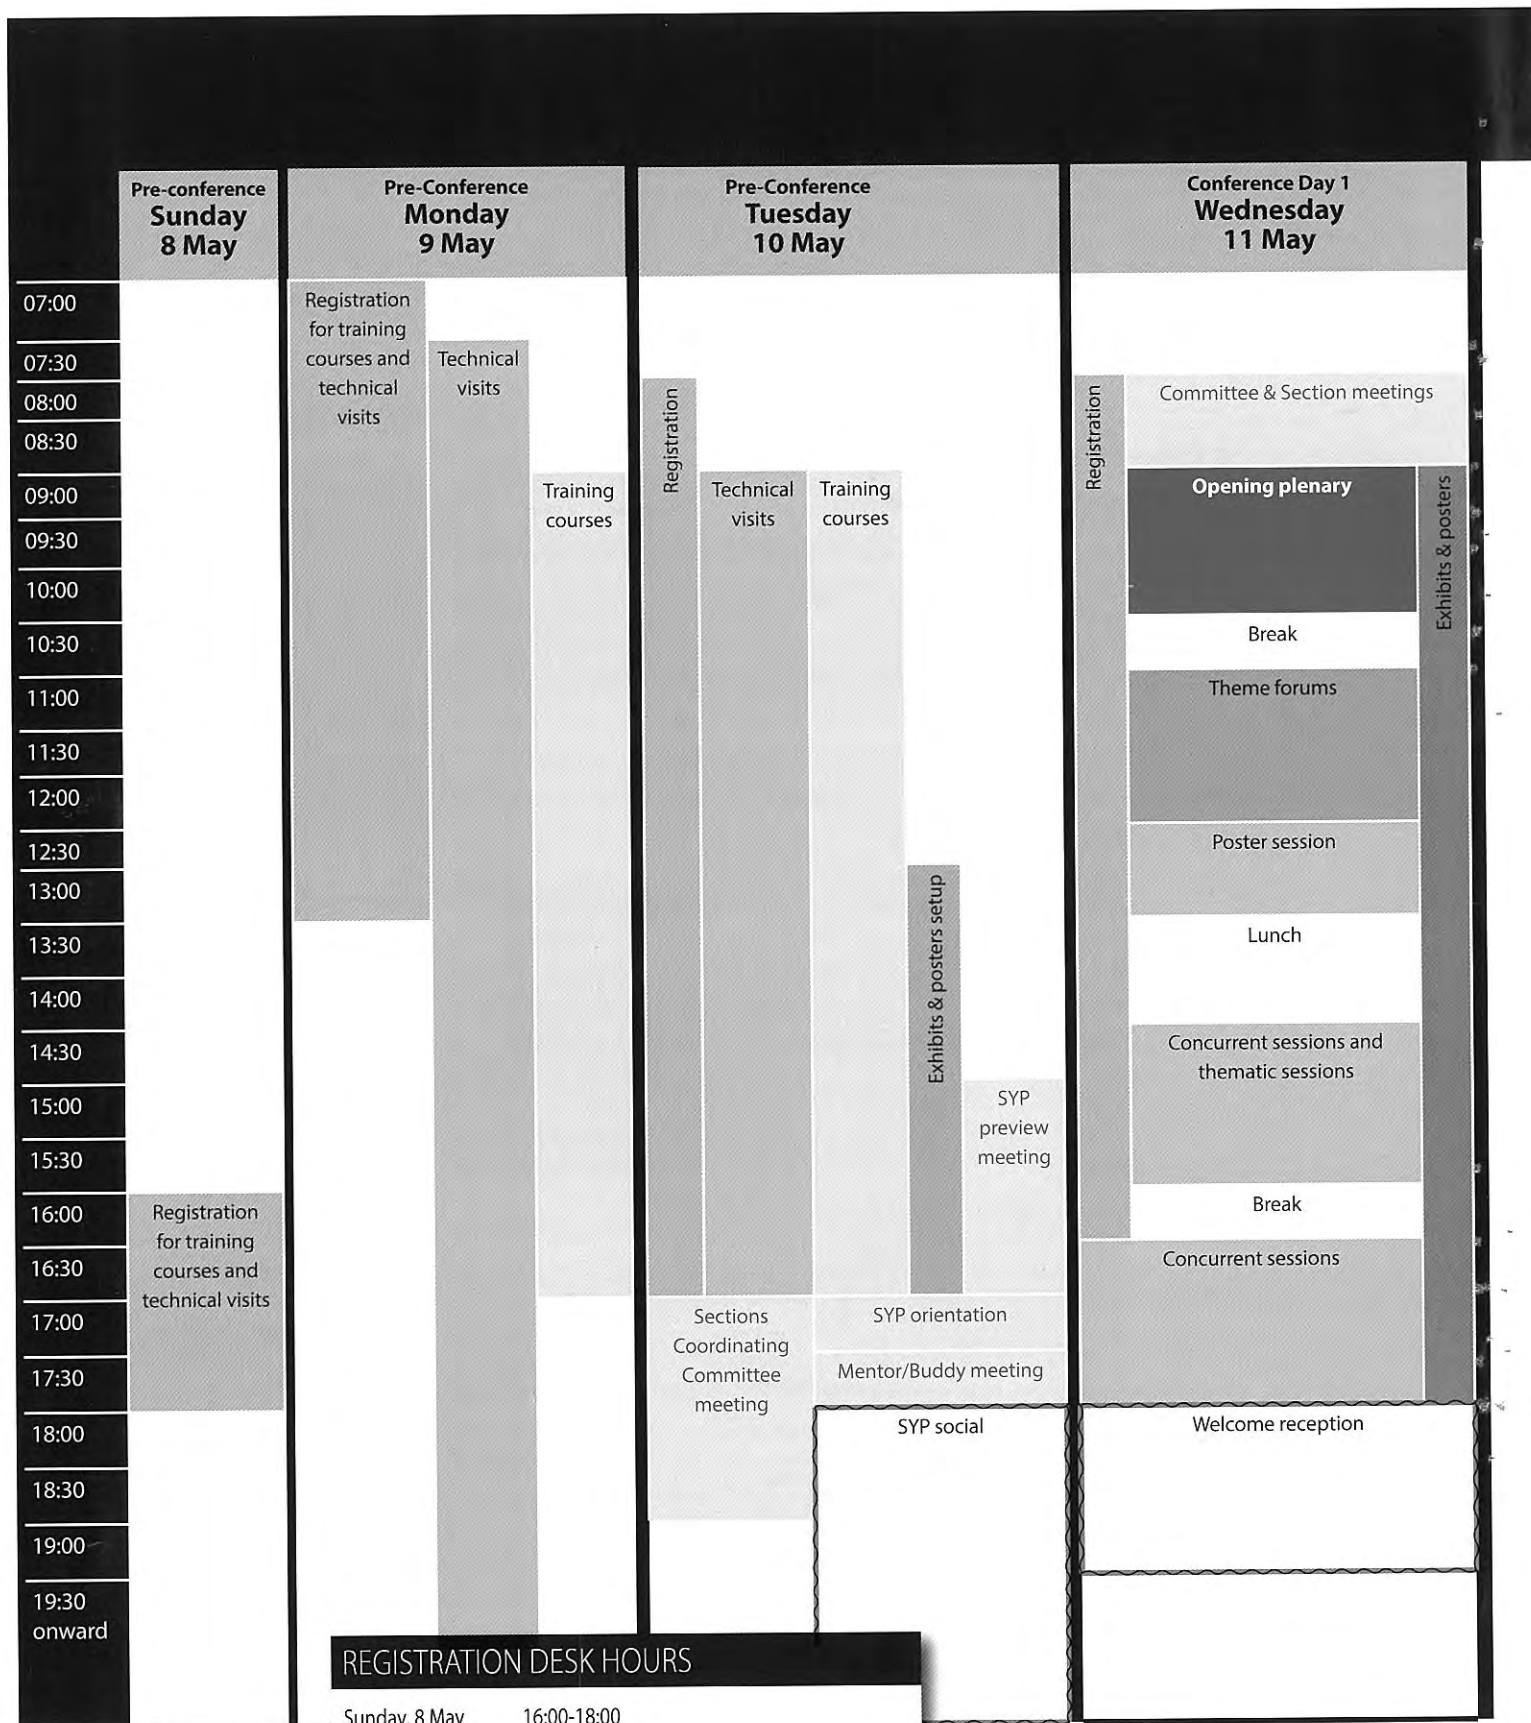 Pre-conference
Sunday
8 May
Pre-Conference
Monday
9 May
Pre-Conference
Tuesday
10 May
Conference Day 1
Wednesday
11 May
07:00
07:30
08:00
08:30
09:00
09:30
10:00
10:30
11:00
11:30
12:00
12:30
13:00
13:30
14:00
14:30
15:00
15:30
16:00
16:30
17:00
17:30
18:00
18:30
19:00
19:30
onward
Registration
for training
courses and
technical visits
Registration
for training
courses and
technical
visits
Technical
visits
Training
courses
Registration
Technical
visits
Training
courses
Exhibits & posters setup
SYP
preview
meeting
Sections
Coordinating
Committee
meeting
SYP orientation
Mentor/Buddy meeting
SYP social
Registration
Committee & Section meetings
Opening plenary
Exhibits & posters
Break
Theme forums
Poster session
Lunch
Concurrent sessions and
thematic sessions
Break
Concurrent sessions
Welcome reception
REGISTRATION DESK HOURS
Sunday, 8 May 16:00-18:00